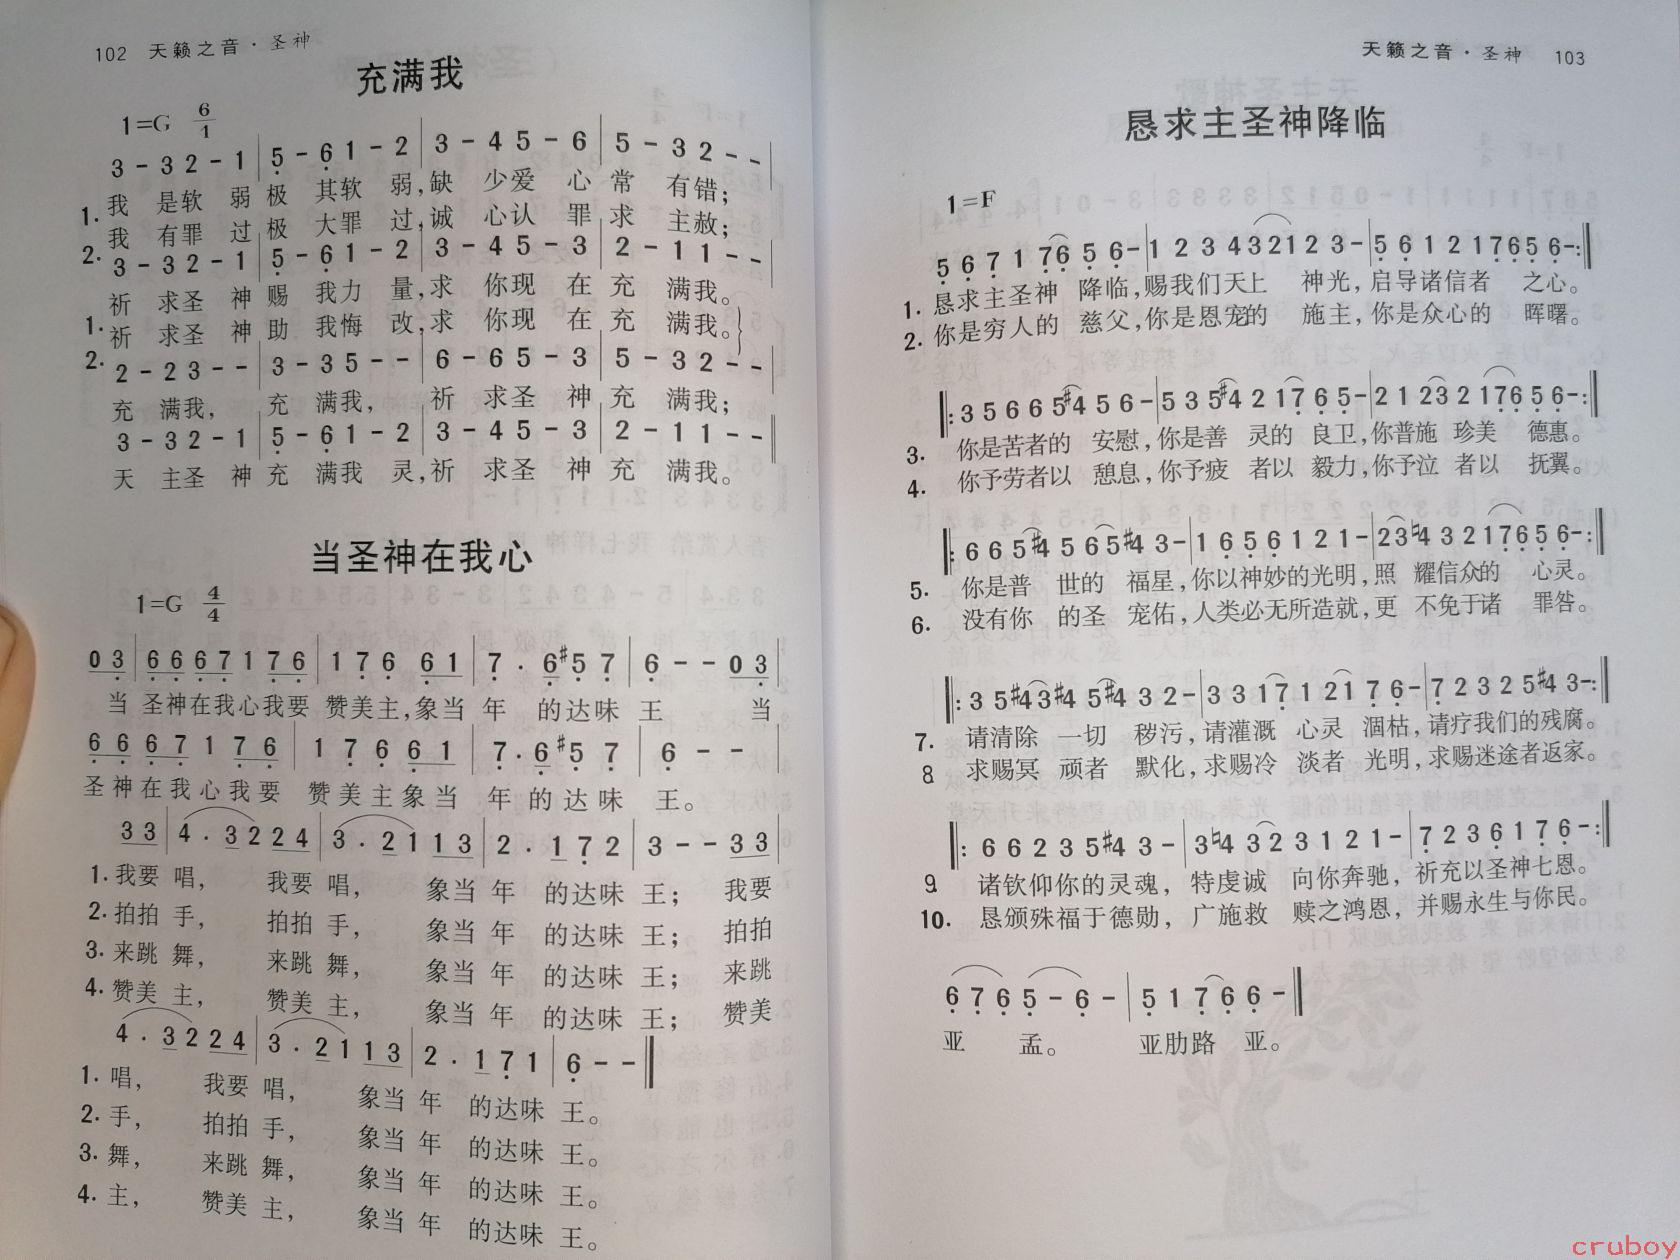 102 天籁之音·圣神
充满我
1=G 6/1
3 - 3 2 - 1 | 5 - 6 1 - 2 | 3 - 4 5 - 6 | 5 - 3 2 - - |
1. 我 是软 弱 极 其软 弱,缺 少爱 心 常 有错;
2. 我 有罪 过 极 大罪 过,诚 心认 罪 求 主赦;
3 - 3 2 - 1 | 5 - 6 1 - 2 | 3 - 4 5 - 3 | 2 - 1 1 - - |
1. 祈 求圣 神 赐 我力 量,求 你现 在 充 满我。
2. 祈 求圣 神 助 我悔 改,求 你现 在 充 满我。
2 - 2 3 - - | 3 - 3 5 - - | 6 - 6 5 - 3 | 5 - 3 2 - - |
充 满我, 充 满我, 祈 求圣 神 充 满我;
3 - 3 2 - 1 | 5 - 6 1 - 2 | 3 - 4 5 - 3 | 2 - 1 1 - - ‖
天 主圣 神 充 满我 灵,祈 求圣 神 充 满我。
当圣神在我心
1=G 4/4
0 3 | 6 6 6 7 1 7 6 | 1 7 6 6 1 | 7 · 6 #5 7 | 6 - - 0 3 |
当 圣神在我心我要 赞美主,象当 年 的达味 王 当
6 6 6 7 1 7 6 | 1 7 6 6 1 | 7 · 6 #5 7 | 6 - - |
圣神在我心我要 赞美主象当 年的达味 王。
3 3 | 4 · 3 2 2 4 | 3 · 2 1 1 3 | 2 · 1 7 2 | 3 - - 3 3 |
1. 我要 唱, 我要 唱, 象当 年 的达味 王; 我要
2. 拍拍 手, 拍拍 手, 象当 年 的达味 王; 拍拍
3. 来跳 舞, 来跳 舞, 象当 年 的达味 王; 来跳
4. 赞美 主, 赞美 主, 象当 年 的达味 王; 赞美
4 · 3 2 2 4 | 3 · 2 1 1 3 | 2 · 1 7 1 | 6 - - ‖
1. 唱, 我要 唱, 象当 年 的达味 王。
2. 手, 拍拍 手, 象当 年 的达味 王。
3. 舞, 来跳 舞, 象当 年 的达味 王。
4. 主, 赞美 主, 象当 年 的达味 王。
天籁之音·圣神 103
恳求主圣神降临
1=F
5 6 7 1 7 6 5 6 - | 1 2 3 4 3 2 1 2 3 - | 5 6 1 2 1 7 6 5 6 - :‖
1. 恳求主圣神 降临,赐我们天上 神光,启导诸信者 之心。
2. 你是穷人的 慈父,你是恩宠的 施主,你是众心的 晖曙。
‖: 3 5 6 6 5 #4 5 6 - | 5 3 5 #4 2 1 7 6 5 - | 2 1 2 3 2 1 7 6 5 6 - :‖
3. 你是苦者的 安慰,你是善 灵的 良卫,你普施 珍美 德惠。
4. 你予劳者以 憩息,你予疲 者以 毅力,你予泣 者以 抚翼。
‖: 6 6 5 #4 5 6 5 #4 3 - | 1 6 5 6 1 2 1 - | 2 3 ♮4 3 2 1 7 6 5 6 - :‖
5. 你是普 世的 福星,你以神妙的光明,照 耀信众的 心灵。
6. 没有你 的圣 宠佑,人类必无所造就,更 不免于诸 罪咎。
‖: 3 5 #4 3 #4 5 #4 3 2 - | 3 3 1 7 1 2 1 7 6 - | 7 2 3 2 5 #4 3 - :‖
7. 请清除 一切 秽污,请灌溉 心灵 涸枯,请疗我们的残腐。
8 求赐冥 顽者 默化,求赐冷 淡者 光明,求赐迷途者返家。
‖: 6 6 2 3 5 #4 3 - | 3 ♮4 3 2 3 1 2 1 - | 7 2 3 6 1 7 6 - :‖
9. 诸钦仰你的灵魂, 特虔诚 向你奔驰,祈充以圣神七恩。
10. 恳颁殊福于德勋, 广施救 赎之鸿恩,并赐永生与你民。
6 7 6 5 - 6 - | 5 1 7 6 6 - ‖
亚 孟。 亚肋路 亚。
cruboy